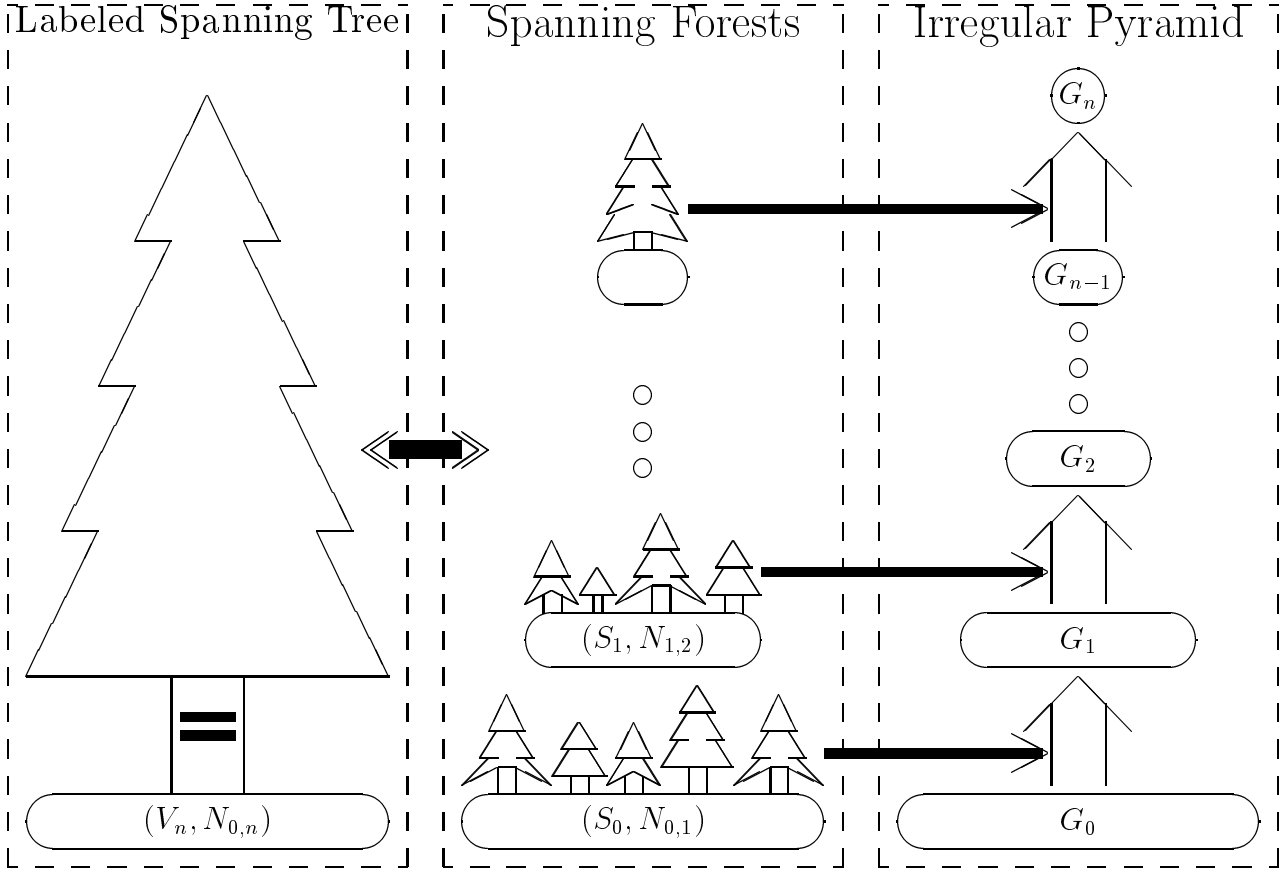 Labeled Spanning Tree
Spanning Forests
Irregular Pyramid
$G_n$
$G_{n-1}$
$G_2$
$(S_1, N_{1,2})$
$G_1$
=
$(V_n, N_{0,n})$
$(S_0, N_{0,1})$
$G_0$